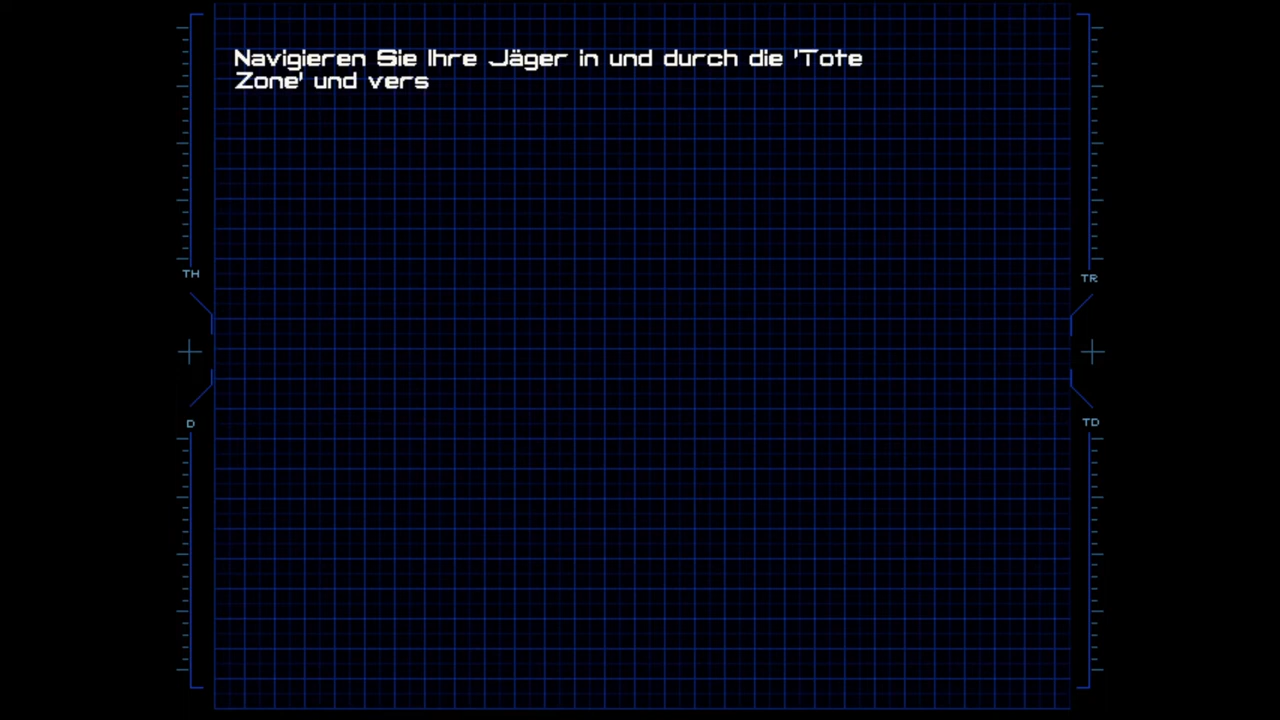 Navigieren Sie Ihre Jäger in und durch die 'Tote
Zone' und vers
TH
TR
D
TD